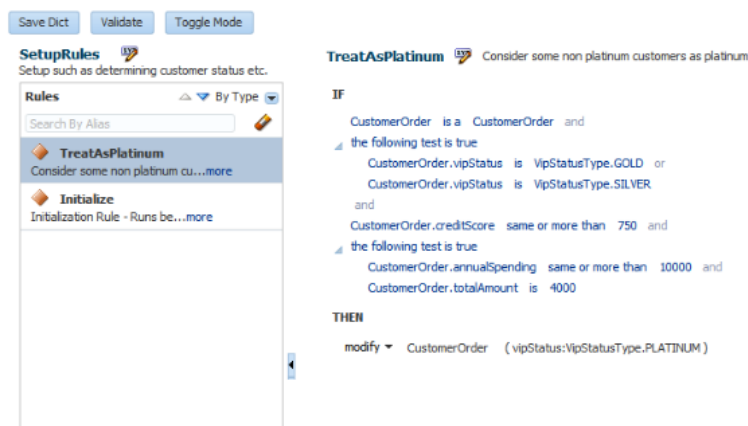 Save Dict Validate Toggle Mode
SetupRules
Setup such as determining customer status etc.
Rules By Type
Search By Alias
TreatAsPlatinum
Consider some non platinum cu...more
Initialize
Initialization Rule - Runs be...more
TreatAsPlatinum Consider some non platinum customers as platinum
IF
CustomerOrder is a CustomerOrder and
the following test is true
CustomerOrder.vipStatus is VipStatusType.GOLD or
CustomerOrder.vipStatus is VipStatusType.SILVER
and
CustomerOrder.creditScore same or more than 750 and
the following test is true
CustomerOrder.annualSpending same or more than 10000 and
CustomerOrder.totalAmount is 4000
THEN
modify CustomerOrder ( vipStatus:VipStatusType.PLATINUM )